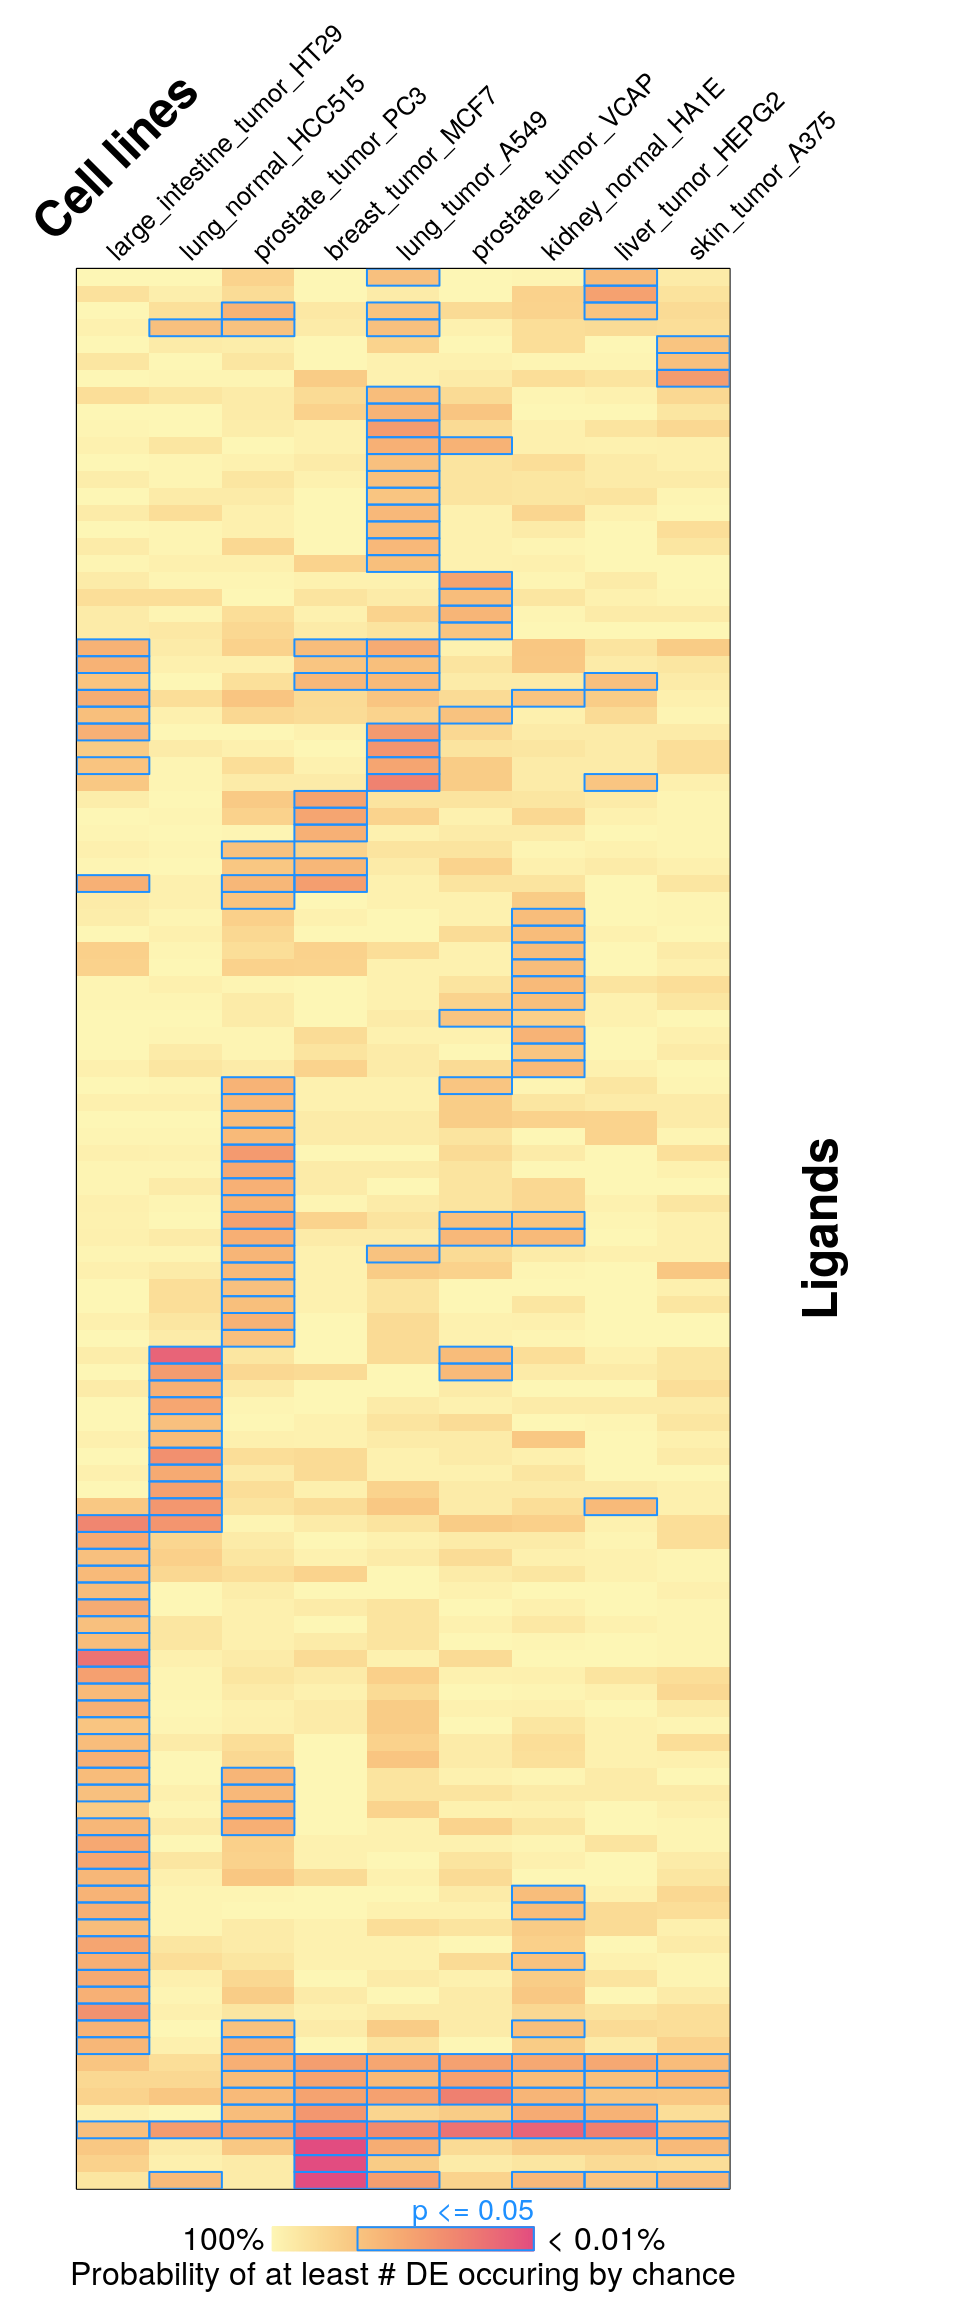 Cell lines
large_intestine_tumor_HT29
lung_normal_HCC515
prostate_tumor_PC3
breast_tumor_MCF7
lung_tumor_A549
prostate_tumor_VCAP
kidney_normal_HA1E
liver_tumor_HEPG2
skin_tumor_A375
Ligands
p <= 0.05
100%
< 0.01%
Probability of at least # DE occuring by chance